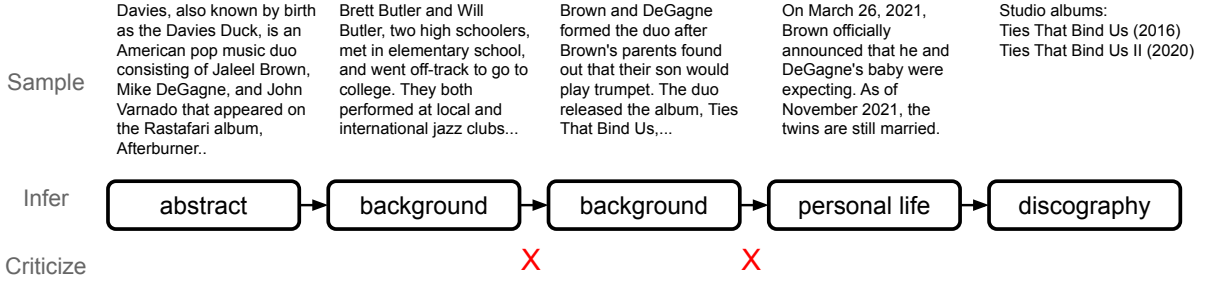 Sample
Davies, also known by birth
as the Davies Duck, is an
American pop music duo
consisting of Jaleel Brown,
Mike DeGagne, and John
Varnado that appeared on
the Rastafari album,
Afterburner..
Brett Butler and Will
Butler, two high schoolers,
met in elementary school,
and went off-track to go to
college. They both
performed at local and
international jazz clubs...
Brown and DeGagne
formed the duo after
Brown's parents found
out that their son would
play trumpet. The duo
released the album, Ties
That Bind Us,...
On March 26, 2021,
Brown officially
announced that he and
DeGagne's baby were
expecting. As of
November 2021, the
twins are still married.
Studio albums:
Ties That Bind Us (2016)
Ties That Bind Us II (2020)
Infer
abstract
background
background
personal life
discography
Criticize
X
X